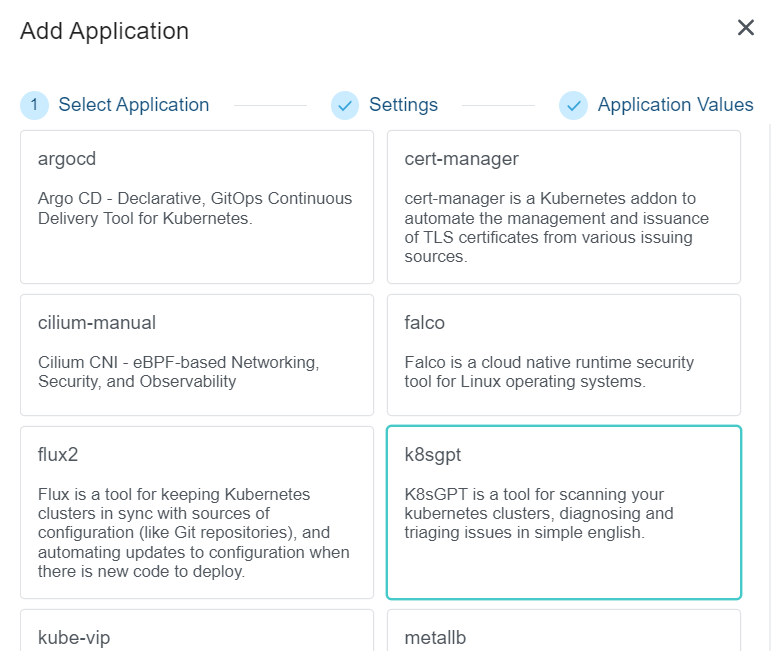 Add Application
1 Select Application
Settings
Application Values
argocd
Argo CD - Declarative, GitOps Continuous
Delivery Tool for Kubernetes.
cert-manager
cert-manager is a Kubernetes addon to
automate the management and issuance
of TLS certificates from various issuing
sources.
cilium-manual
Cilium CNI - eBPF-based Networking,
Security, and Observability
falco
Falco is a cloud native runtime security
tool for Linux operating systems.
flux2
Flux is a tool for keeping Kubernetes
clusters in sync with sources of
configuration (like Git repositories), and
automating updates to configuration when
there is new code to deploy.
k8sgpt
K8sGPT is a tool for scanning your
kubernetes clusters, diagnosing and
triaging issues in simple english.
kube-vip
metallb